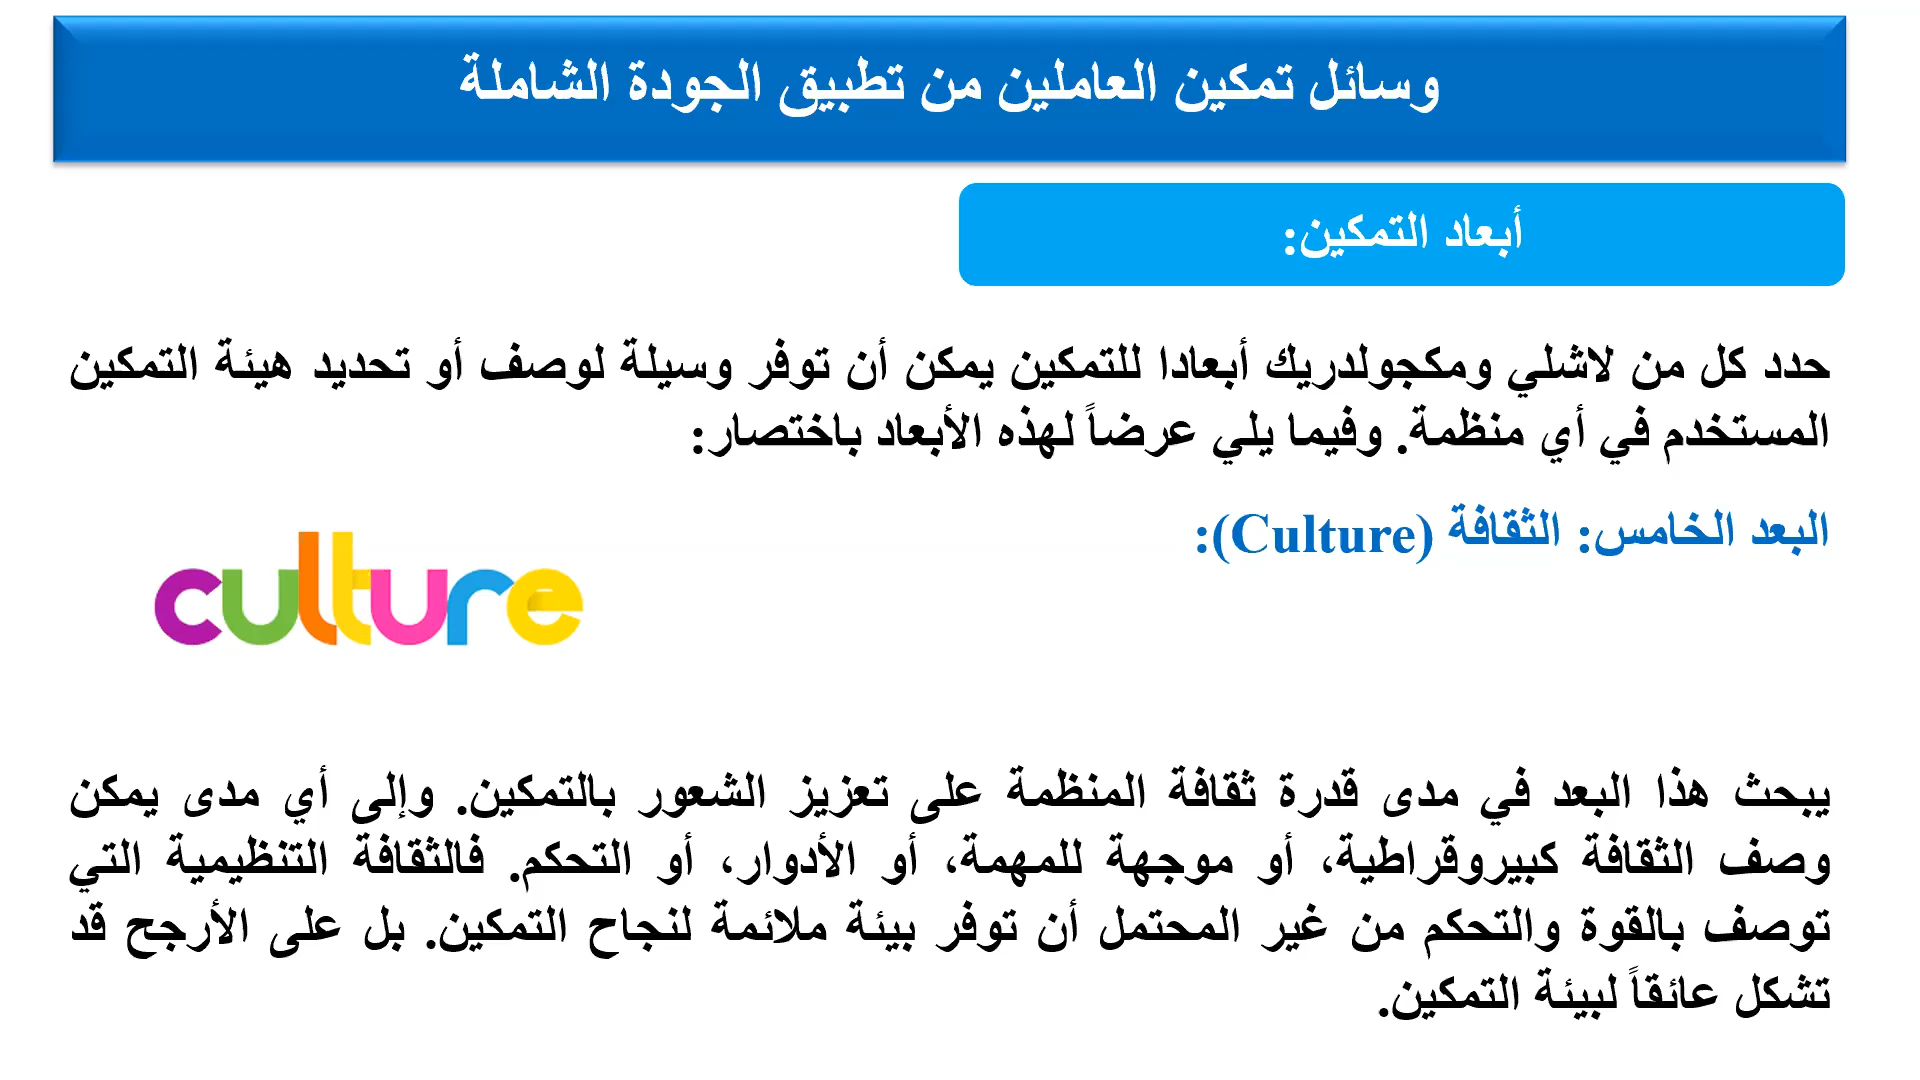 وسائل تمكين العاملين من تطبيق الجودة الشاملة
أبعاد التمكين:
حدد كل من لاشلي ومكجولدريك أبعادا للتمكين يمكن أن توفر وسيلة لوصف أو تحديد هيئة التمكين
المستخدم في أي منظمة. وفيما يلي عرضاً لهذه الأبعاد باختصار:
البعد الخامس: الثقافة (Culture):
culture
يبحث هذا البعد في مدى قدرة ثقافة المنظمة على تعزيز الشعور بالتمكين. وإلى أي مدى يمكن
وصف الثقافة كبيروقراطية، أو موجهة للمهمة، أو الأدوار، أو التحكم. فالثقافة التنظيمية التي
توصف بالقوة والتحكم من غير المحتمل أن توفر بيئة ملائمة لنجاح التمكين. بل على الأرجح قد
تشكل عائقاً لبيئة التمكين.